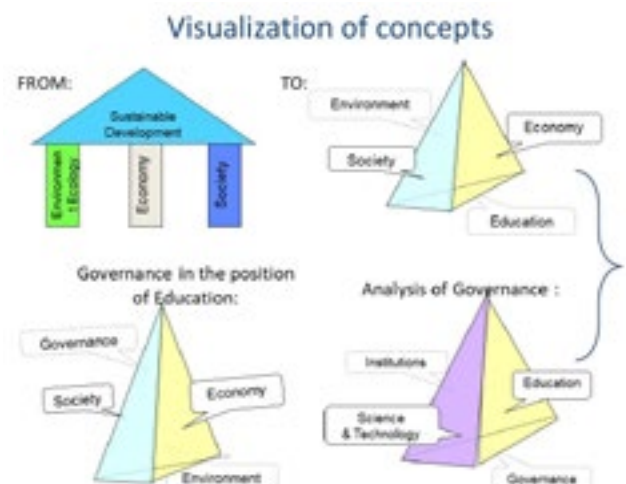 Visualization of concepts
FROM:
Sustainable
Development
Environmen
t Ecology
Economy
Society
TO:
Environment
Economy
Society
Education
Governance in the position
of Education:
Governance
Society
Economy
Environment
Analysis of Governance :
Institutions
Education
Science
& Technology
Governance